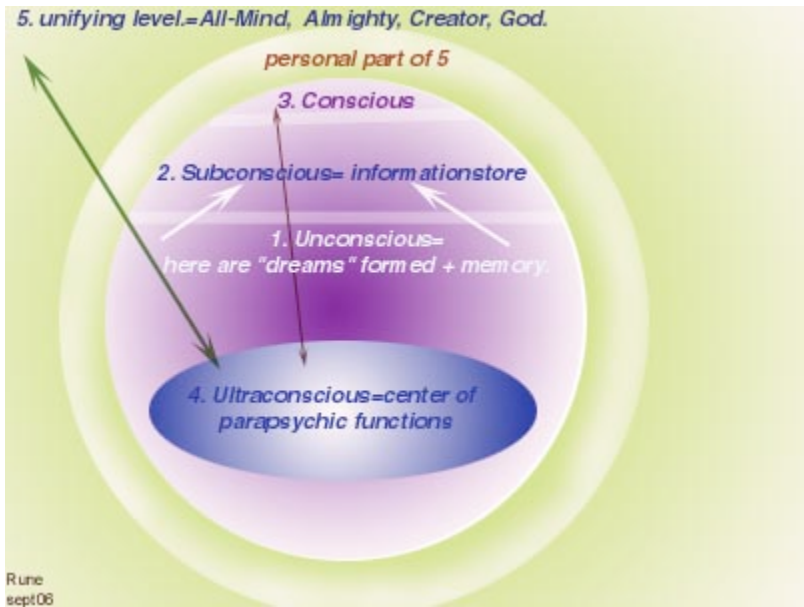 5. unifying level.=All-Mind, Almighty, Creator, God.
personal part of 5
3. Conscious
2. Subconscious= informationstore
1. Unconscious=
here are "dreams" formed + memory.
4. Ultraconscious=center of
parapsychic functions
Rune
sept06